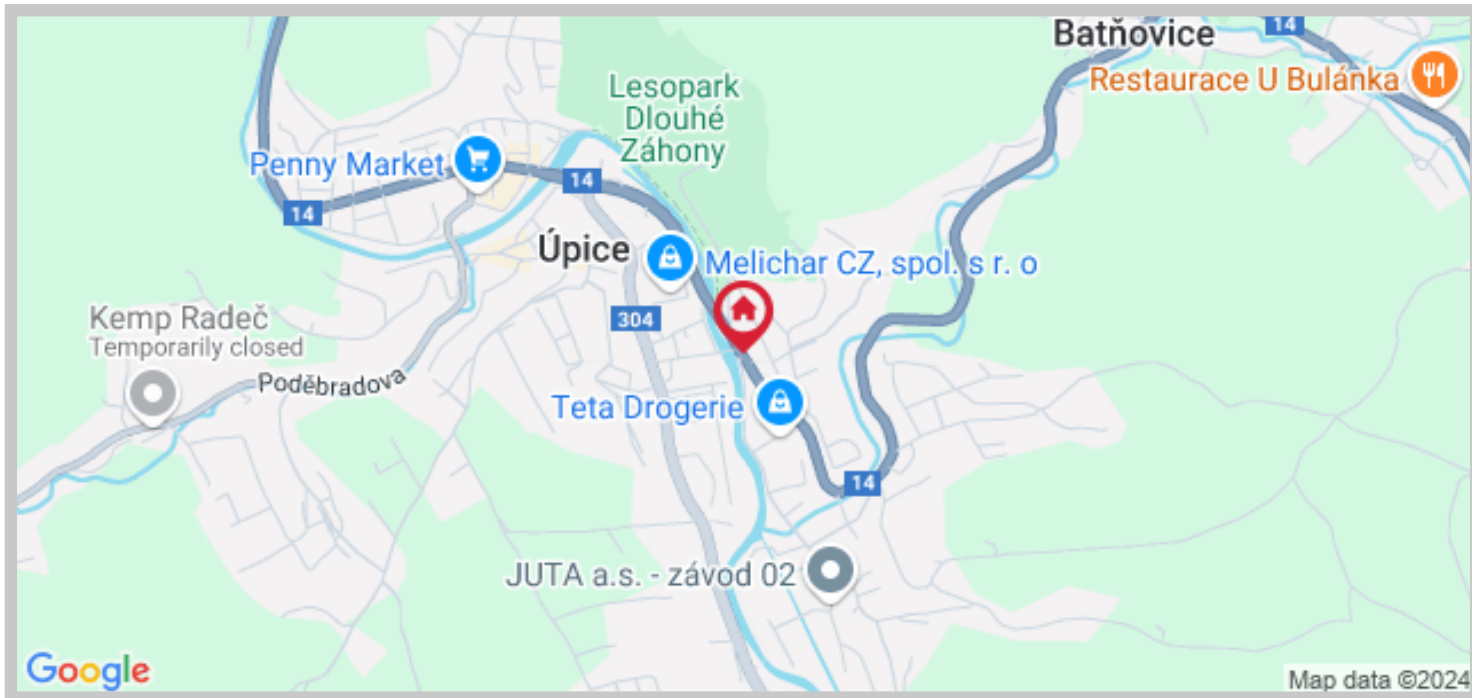 14
14
Batňovice
Restaurace U Bulánka
Lesopark
Dlouhé
Záhony
Penny Market
14
14
Úpice
Melichar CZ, spol. s r. o
Kemp Radeč
Temporarily closed
304
Poděbradova
Teta Drogerie
14
JUTA a.s. - závod 02
Google
Map data ©2024